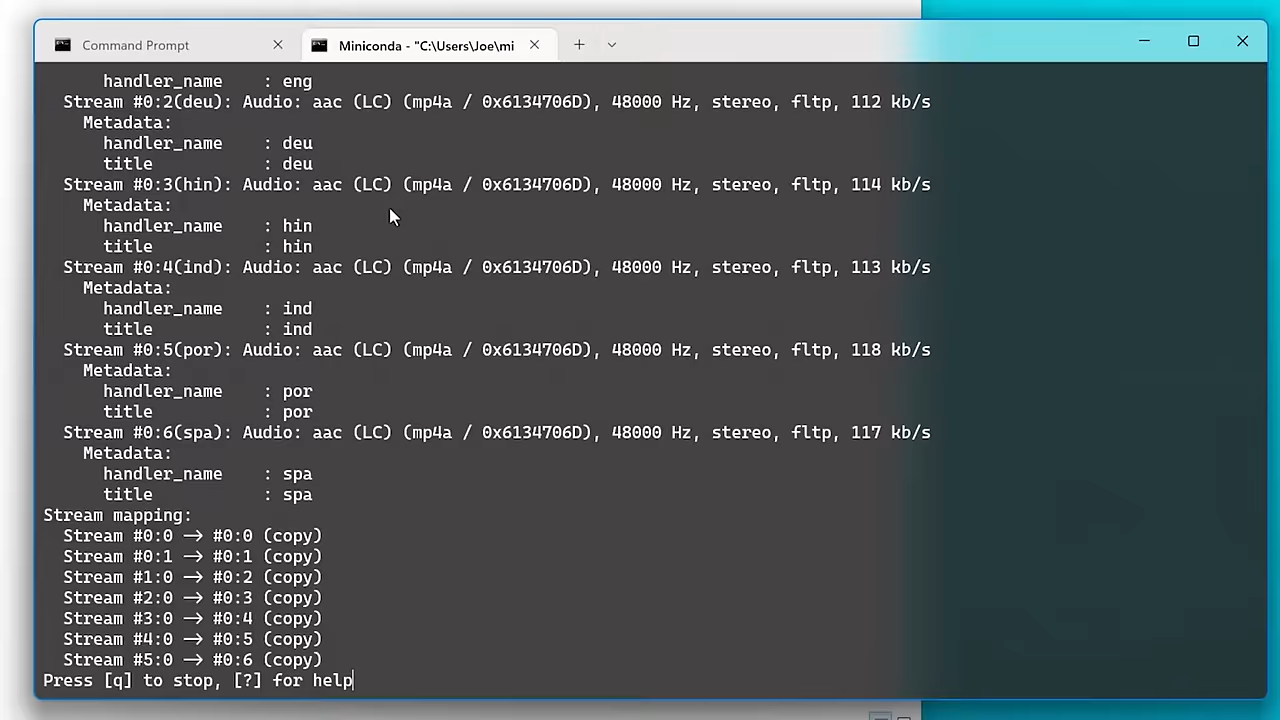 Command Prompt
Miniconda - "C:\Users\Joe\mi
handler_name : eng
Stream #0:2(deu): Audio: aac (LC) (mp4a / 0x6134706D), 48000 Hz, stereo, fltp, 112 kb/s
Metadata:
handler_name : deu
title : deu
Stream #0:3(hin): Audio: aac (LC) (mp4a / 0x6134706D), 48000 Hz, stereo, fltp, 114 kb/s
Metadata:
handler_name : hin
title : hin
Stream #0:4(ind): Audio: aac (LC) (mp4a / 0x6134706D), 48000 Hz, stereo, fltp, 113 kb/s
Metadata:
handler_name : ind
title : ind
Stream #0:5(por): Audio: aac (LC) (mp4a / 0x6134706D), 48000 Hz, stereo, fltp, 118 kb/s
Metadata:
handler_name : por
title : por
Stream #0:6(spa): Audio: aac (LC) (mp4a / 0x6134706D), 48000 Hz, stereo, fltp, 117 kb/s
Metadata:
handler_name : spa
title : spa
Stream mapping:
Stream #0:0 -> #0:0 (copy)
Stream #0:1 -> #0:1 (copy)
Stream #1:0 -> #0:2 (copy)
Stream #2:0 -> #0:3 (copy)
Stream #3:0 -> #0:4 (copy)
Stream #4:0 -> #0:5 (copy)
Stream #5:0 -> #0:6 (copy)
Press [q] to stop, [?] for help